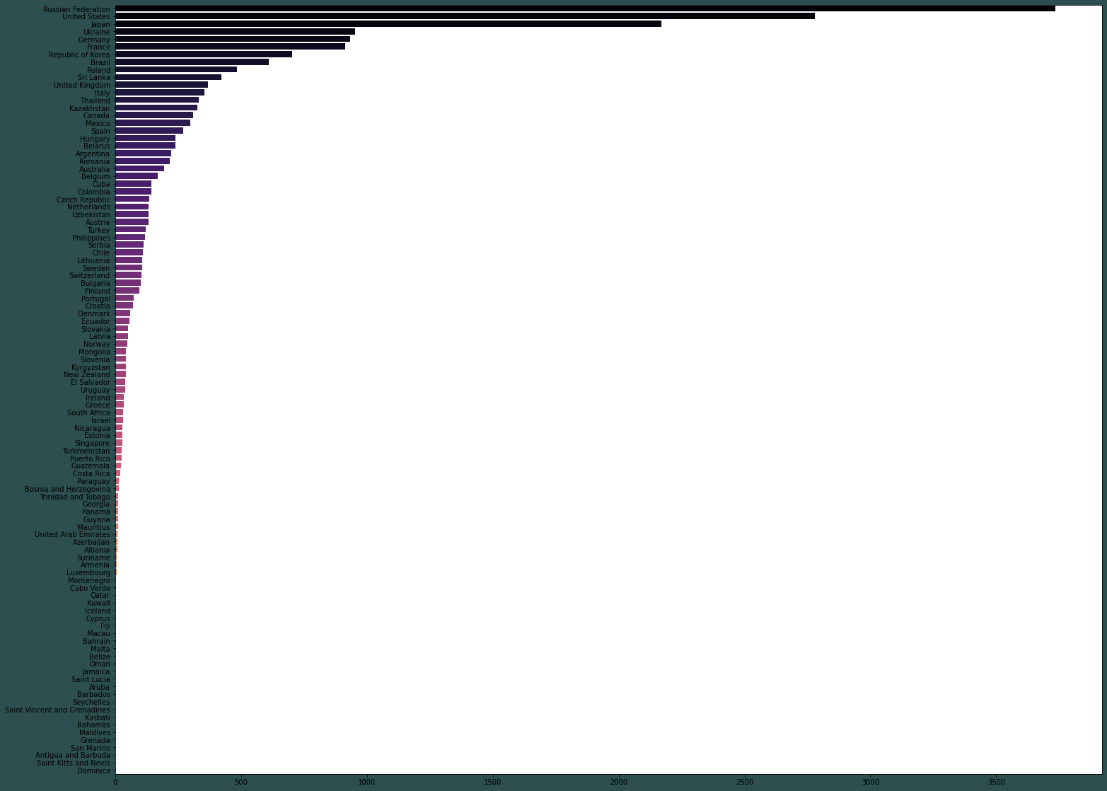 Russian Federation
United States
Japan
Ukraine
Germany
France
Republic of Korea
Brazil
Poland
Sri Lanka
United Kingdom
Italy
Thailand
Kazakhstan
Canada
Mexico
Spain
Hungary
Belarus
Argentina
Romania
Australia
Belgium
Cuba
Colombia
Czech Republic
Netherlands
Uzbekistan
Austria
Turkey
Philippines
Serbia
Chile
Lithuania
Sweden
Switzerland
Bulgaria
Finland
Portugal
Croatia
Denmark
Ecuador
Slovakia
Latvia
Norway
Mongolia
Slovenia
Kyrgyzstan
New Zealand
El Salvador
Uruguay
Ireland
Greece
South Africa
Israel
Nicaragua
Estonia
Singapore
Turkmenistan
Puerto Rico
Guatemala
Costa Rica
Paraguay
Bosnia and Herzegovina
Trinidad and Tobago
Georgia
Panama
Guyana
Mauritius
United Arab Emirates
Azerbaijan
Albania
Suriname
Armenia
Luxembourg
Montenegro
Cabo Verde
Qatar
Kuwait
Iceland
Cyprus
Fiji
Macau
Bahrain
Malta
Belize
Oman
Jamaica
Saint Lucia
Aruba
Barbados
Seychelles
Saint Vincent and Grenadines
Kiribati
Bahamas
Maldives
Grenada
San Marino
Antigua and Barbuda
Saint Kitts and Nevis
Dominica
0 500 1000 1500 2000 2500 3000 3500